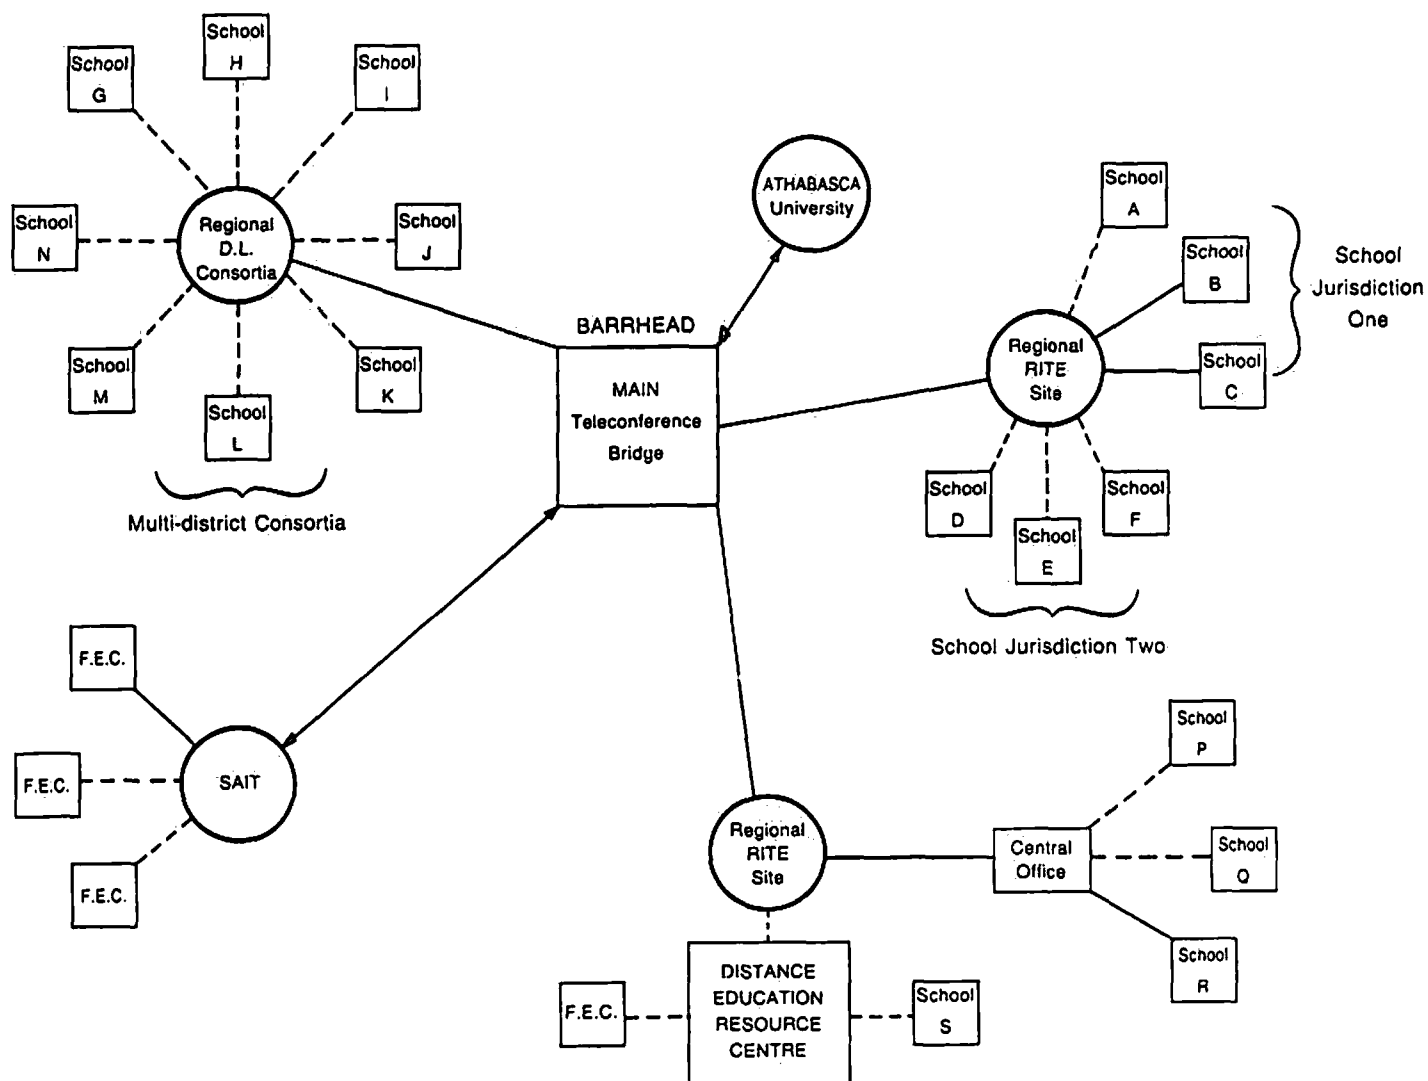 School
H
School
G
School
I
School
N
Regional
D.L.
Consortia
School
J
School
M
School
K
School
L
Multi-district Consortia
ATHABASCA
University
BARRHEAD
MAIN
Teleconference
Bridge
School
A
School
B
School
C
School
Jurisdiction
One
Regional
RITE
Site
School
D
School
E
School
F
School Jurisdiction Two
F.E.C.
F.E.C.
F.E.C.
SAIT
Regional
RITE
Site
Central
Office
School
P
School
Q
School
R
DISTANCE
EDUCATION
RESOURCE
CENTRE
F.E.C.
School
S